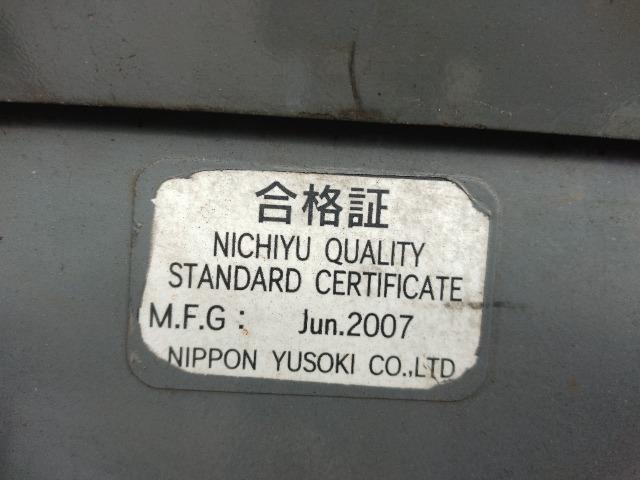 合格証
NICHIYU QUALITY
STANDARD CERTIFICATE
M.F.G : Jun.2007
NIPPON YUSOKI CO.,LTD